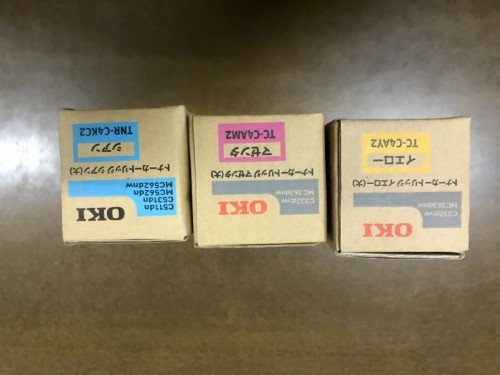 OKI
C511dn
C531dn
MC562dn
MC562dnw
トナーカートリッジ シアン(大)
シアン
TNR-C4KC2
OKI
C332dnw
MC363dnw
トナーカートリッジ マゼンタ(大)
マゼンタ
TC-C4AM2
OKI
C332dnw
MC363dnw
トナーカートリッジ イエロー(大)
イエロー
TC-C4AY2